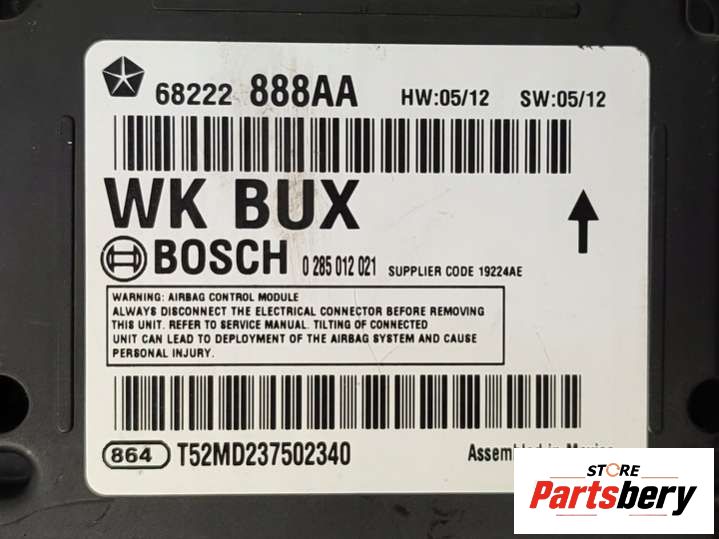 68222 888AA HW:05/12 SW:05/12
WK BUX
BOSCH 0 285 012 021 SUPPLIER CODE 19224AE
WARNING: AIRBAG CONTROL MODULE
ALWAYS DISCONNECT THE ELECTRICAL CONNECTOR BEFORE REMOVING
THIS UNIT. REFER TO SERVICE MANUAL. TILTING OF CONNECTED
UNIT CAN LEAD TO DEPLOYMENT OF THE AIRBAG SYSTEM AND CAUSE
PERSONAL INJURY.
864 T52MD237502340 Assembled in
STORE
Partsbery